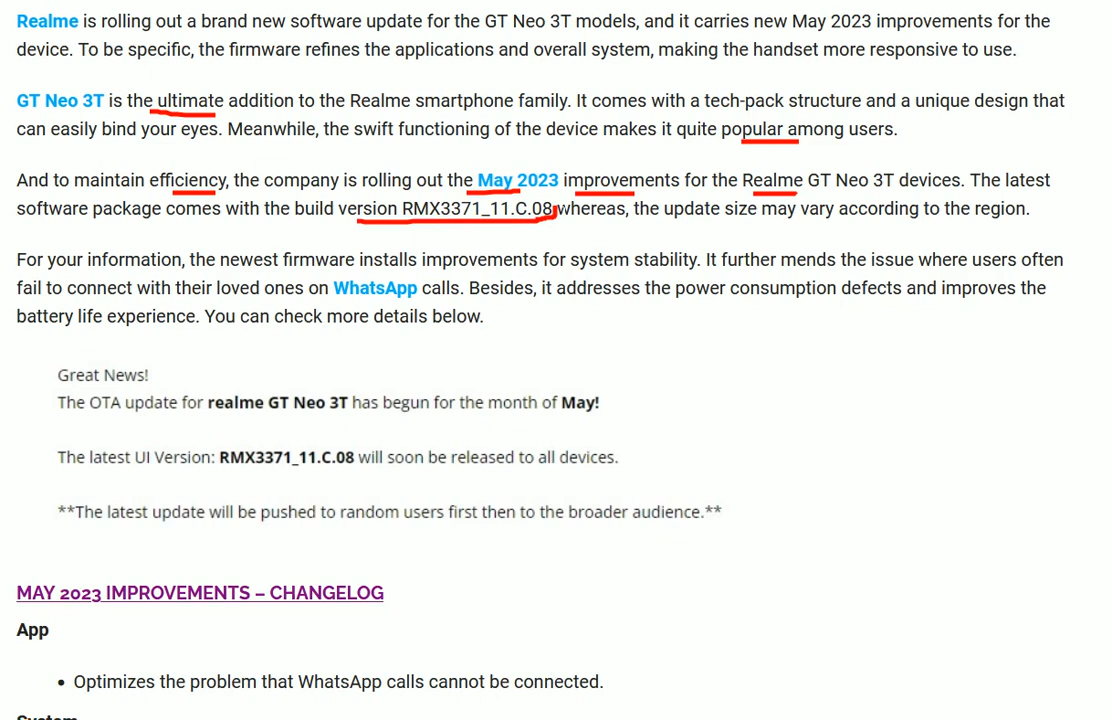 Realme is rolling out a brand new software update for the GT Neo 3T models, and it carries new May 2023 improvements for the
device. To be specific, the firmware refines the applications and overall system, making the handset more responsive to use.
GT Neo 3T is the ultimate addition to the Realme smartphone family. It comes with a tech-pack structure and a unique design that
can easily bind your eyes. Meanwhile, the swift functioning of the device makes it quite popular among users.
And to maintain efficiency, the company is rolling out the May 2023 improvements for the Realme GT Neo 3T devices. The latest
software package comes with the build version RMX3371_11.C.08 whereas, the update size may vary according to the region.
For your information, the newest firmware installs improvements for system stability. It further mends the issue where users often
fail to connect with their loved ones on WhatsApp calls. Besides, it addresses the power consumption defects and improves the
battery life experience. You can check more details below.
Great News!
The OTA update for realme GT Neo 3T has begun for the month of May!
The latest UI Version: RMX3371_11.C.08 will soon be released to all devices.
**The latest update will be pushed to random users first then to the broader audience.**
MAY 2023 IMPROVEMENTS – CHANGELOG
App
• Optimizes the problem that WhatsApp calls cannot be connected.
System